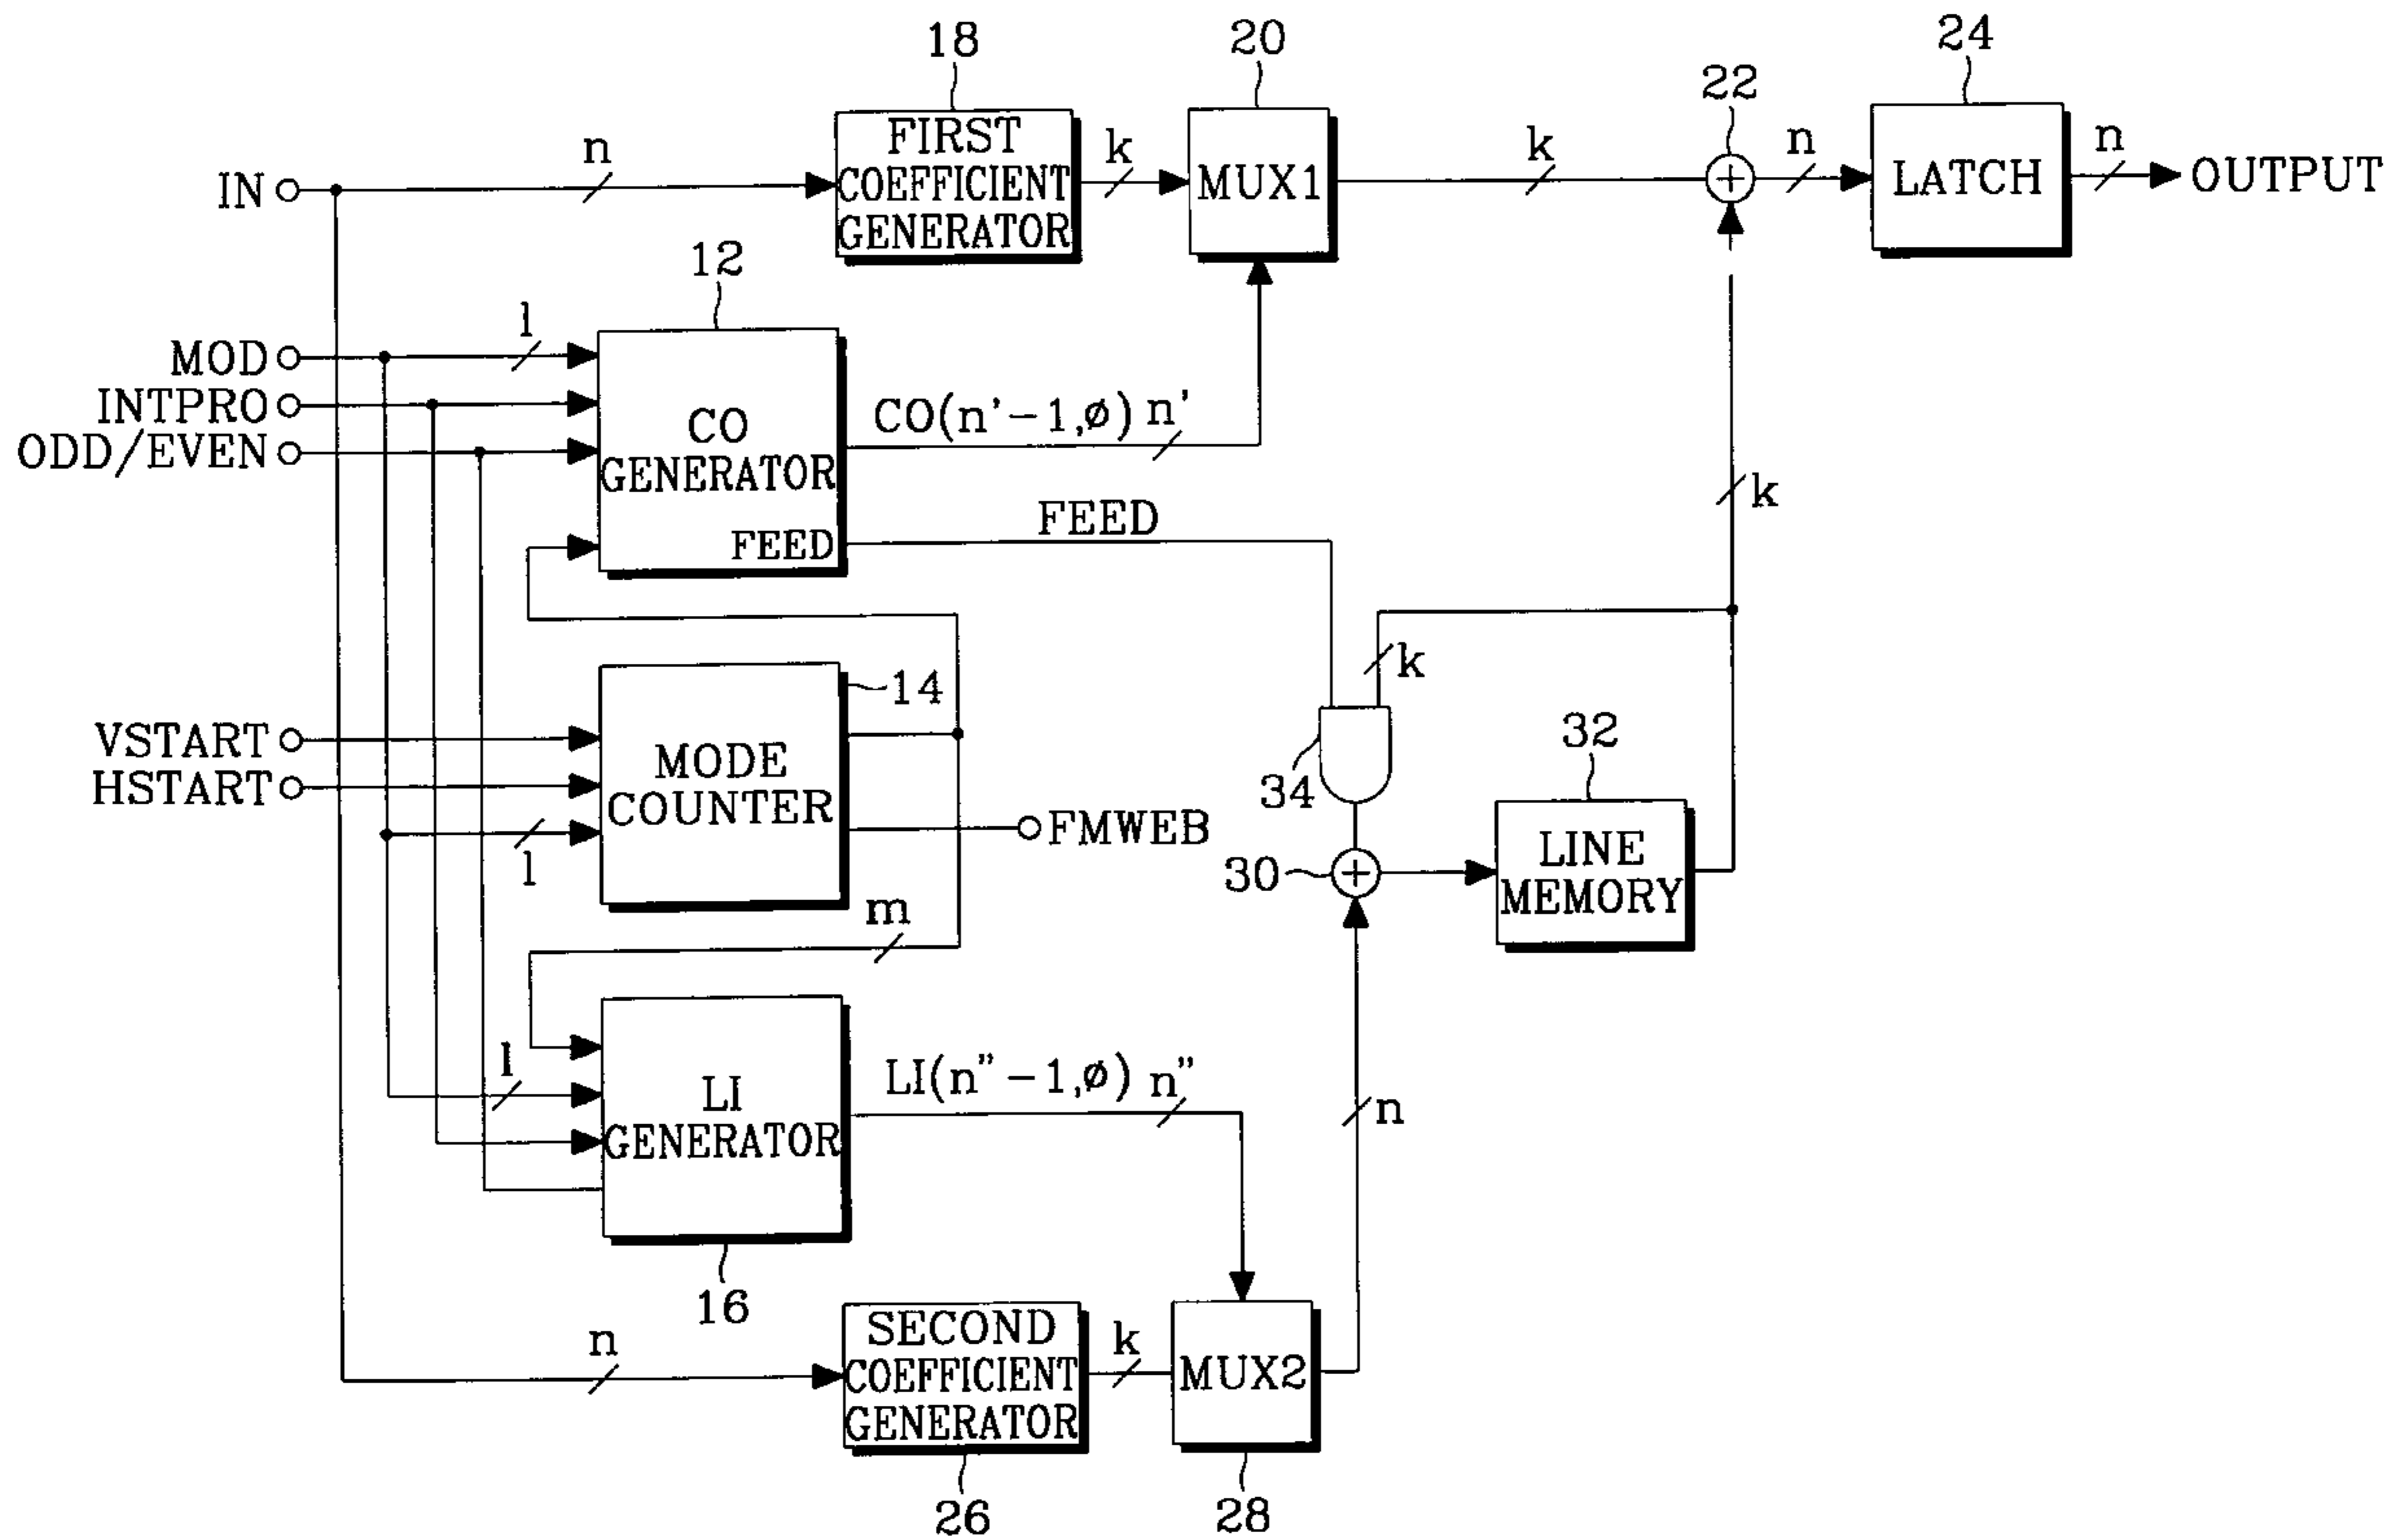 18
20
24
22
FIRST
COEFFICIENT
GENERATOR
n
k
MUX1
k
n
LATCH
n
OUTPUT
IN
12
MOD
l
INTPRO
ODD/EVEN
CO
GENERATOR
FEED
CO(n'-1,ø) n'
FEED
k
k
14
VSTART
HSTART
MODE
COUNTER
l
FMWEB
34
30
32
LINE
MEMORY
m
l
LI
GENERATOR
LI(n"-1,ø) n"
n
16
n
SECOND
COEFFICIENT
GENERATOR
k
MUX2
26
28